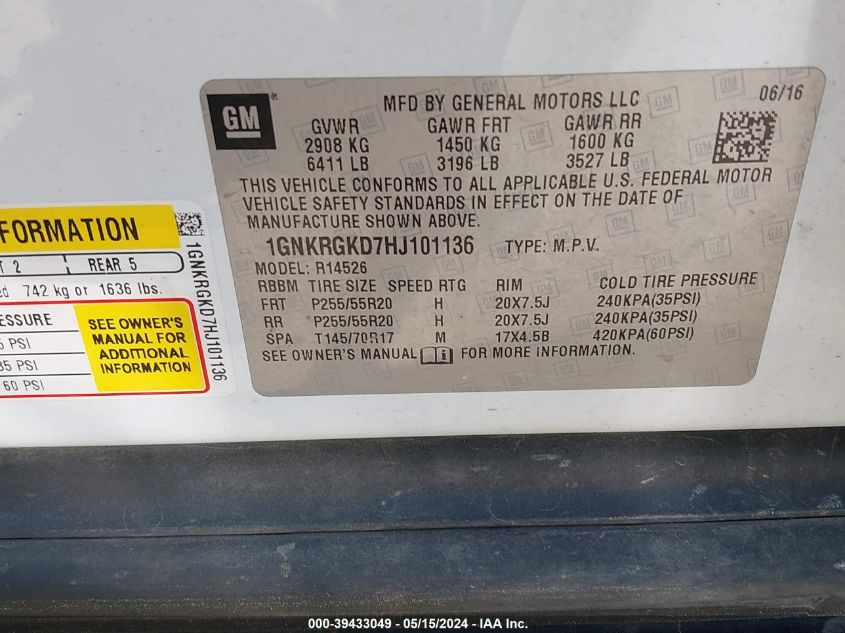 GM
MFD BY GENERAL MOTORS LLC
06/16
GVWR GAWR FRT GAWR RR
2908 KG 1450 KG 1600 KG
6411 LB 3196 LB 3527 LB
THIS VEHICLE CONFORMS TO ALL APPLICABLE U.S. FEDERAL MOTOR
VEHICLE SAFETY STANDARDS IN EFFECT ON THE DATE OF
MANUFACTURE SHOWN ABOVE.
1GNKRGKD7HJ101136 TYPE: M.P.V.
MODEL: R14526
RBBM TIRE SIZE SPEED RTG RIM COLD TIRE PRESSURE
FRT P255/55R20 H 20X7.5J 240KPA(35PSI)
RR P255/55R20 H 20X7.5J 240KPA(35PSI)
SPA T145/70R17 M 17X4.5B 420KPA(60PSI)
SEE OWNER'S MANUAL FOR MORE INFORMATION.
FORMATION
2 REAR 5
742 kg or 1636 lbs.
PSI
35 PSI
60 PSI
SEE OWNER'S
MANUAL FOR
ADDITIONAL
INFORMATION
1GNKRGKD7HJ101136
000-39433049 - 05/15/2024 - IAA Inc.